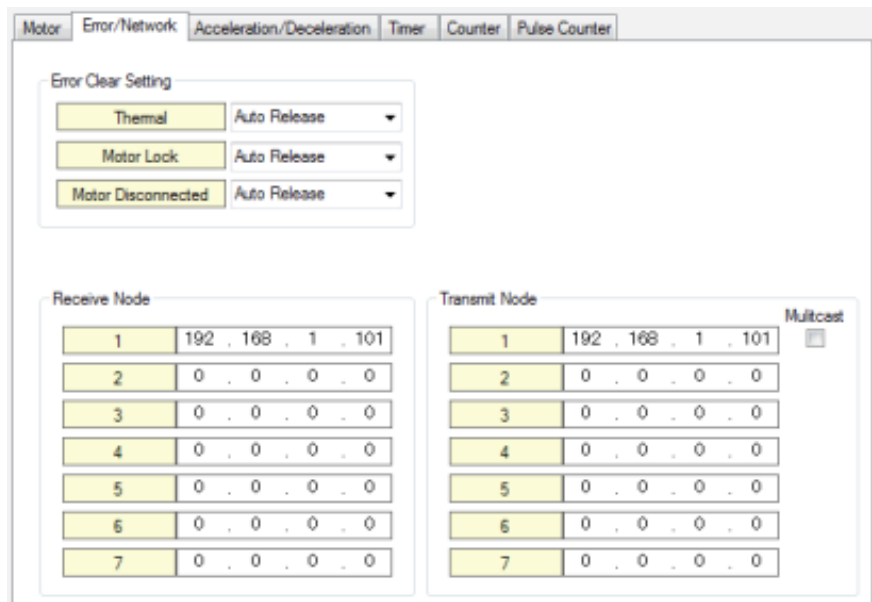 Motor Error/Network Acceleration/Deceleration Timer Counter Pulse Counter
Error Clear Setting
Thermal Auto Release
Motor Lock Auto Release
Motor Disconnected Auto Release
Receive Node Transmit Node
Mulitcast
1 192 . 168 . 1 . 101 1 192 . 168 . 1 . 101
2 0 . 0 . 0 . 0 2 0 . 0 . 0 . 0
3 0 . 0 . 0 . 0 3 0 . 0 . 0 . 0
4 0 . 0 . 0 . 0 4 0 . 0 . 0 . 0
5 0 . 0 . 0 . 0 5 0 . 0 . 0 . 0
6 0 . 0 . 0 . 0 6 0 . 0 . 0 . 0
7 0 . 0 . 0 . 0 7 0 . 0 . 0 . 0